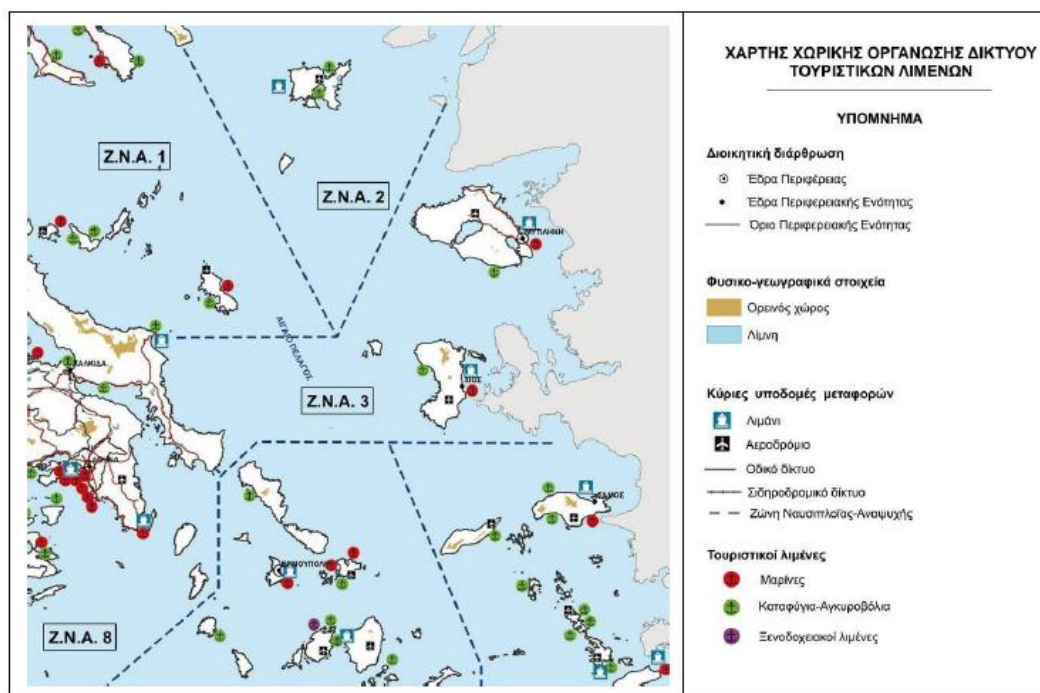 Ζ.Ν.Α. 1
Ζ.Ν.Α. 2
ΜΥΤΙΛΗΝΗ
ΑΙΓΑΙΟ ΠΕΛΑΓΟΣ
ΧΑΛΚΙΔΑ
ΧΙΟΣ
Ζ.Ν.Α. 3
ΣΑΜΟΣ
ΕΡΜΟΥΠΟΛΗ
Ζ.Ν.Α. 8
ΧΑΡΤΗΣ ΧΩΡΙΚΗΣ ΟΡΓΑΝΩΣΗΣ ΔΙΚΤΥΟΥ
ΤΟΥΡΙΣΤΙΚΩΝ ΛΙΜΕΝΩΝ
ΥΠΟΜΝΗΜΑ
Διοικητική διάρθρωση
Έδρα Περιφέρειας
Έδρα Περιφερειακής Ενότητας
Όριο Περιφερειακής Ενότητας
Φυσικο-γεωγραφικά στοιχεία
Ορεινός χώρος
Λίμνη
Κύριες υποδομές μεταφορών
Λιμάνι
Αεροδρόμιο
Οδικό δίκτυο
Σιδηροδρομικό δίκτυο
Ζώνη Ναυσιπλοΐας-Αναψυχής
Τουριστικοί λιμένες
Μαρίνες
Καταφύγια-Αγκυροβόλια
Ξενοδοχειακοί λιμένες